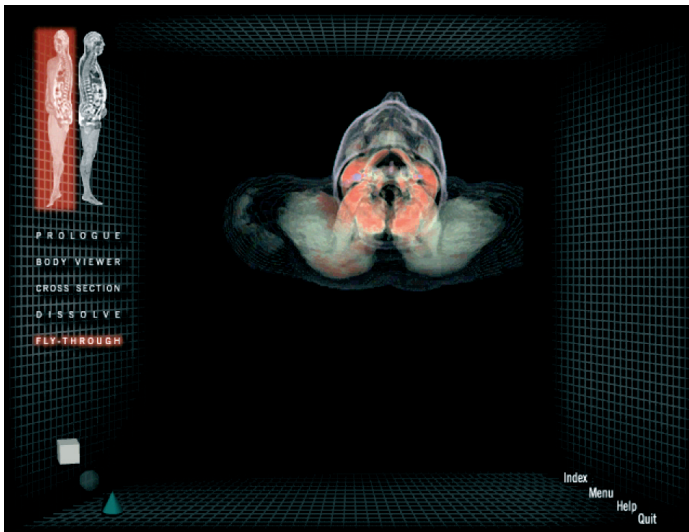 PROLOGUE
BODY VIEWER
CROSS SECTION
DISSOLVE
FLY-THROUGH
Index
Menu
Help
Quit